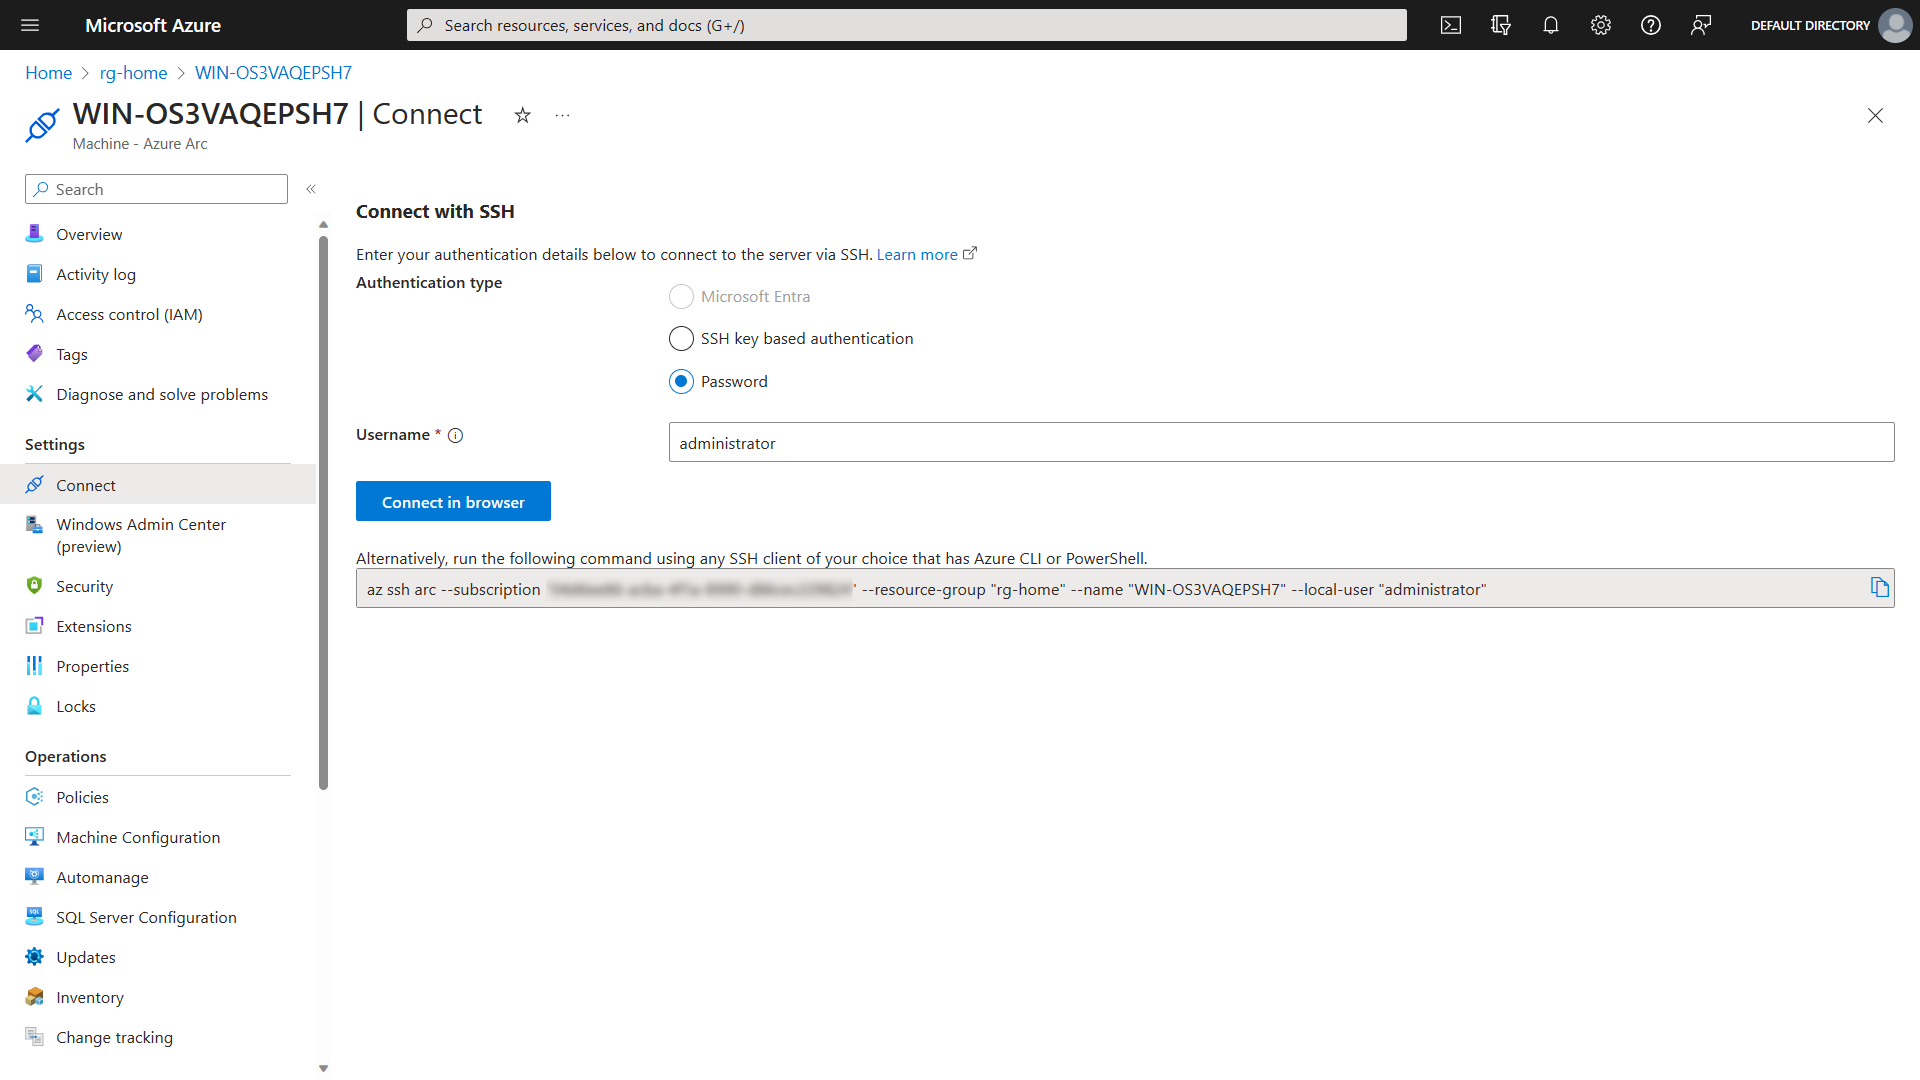 Microsoft Azure
Search resources, services, and docs (G+/)
DEFAULT DIRECTORY
Home > rg-home > WIN-OS3VAQEPSH7
WIN-OS3VAQEPSH7 | Connect
Machine - Azure Arc
Search
Overview
Activity log
Access control (IAM)
Tags
Diagnose and solve problems
Settings
Connect
Windows Admin Center
(preview)
Security
Extensions
Properties
Locks
Operations
Policies
Machine Configuration
Automanage
SQL Server Configuration
Updates
Inventory
Change tracking
Connect with SSH
Enter your authentication details below to connect to the server via SSH. Learn more
Authentication type
Microsoft Entra
SSH key based authentication
Password
Username *
administrator
Connect in browser
Alternatively, run the following command using any SSH client of your choice that has Azure CLI or PowerShell.
az ssh arc --subscription --resource-group "rg-home" --name "WIN-OS3VAQEPSH7" --local-user "administrator"